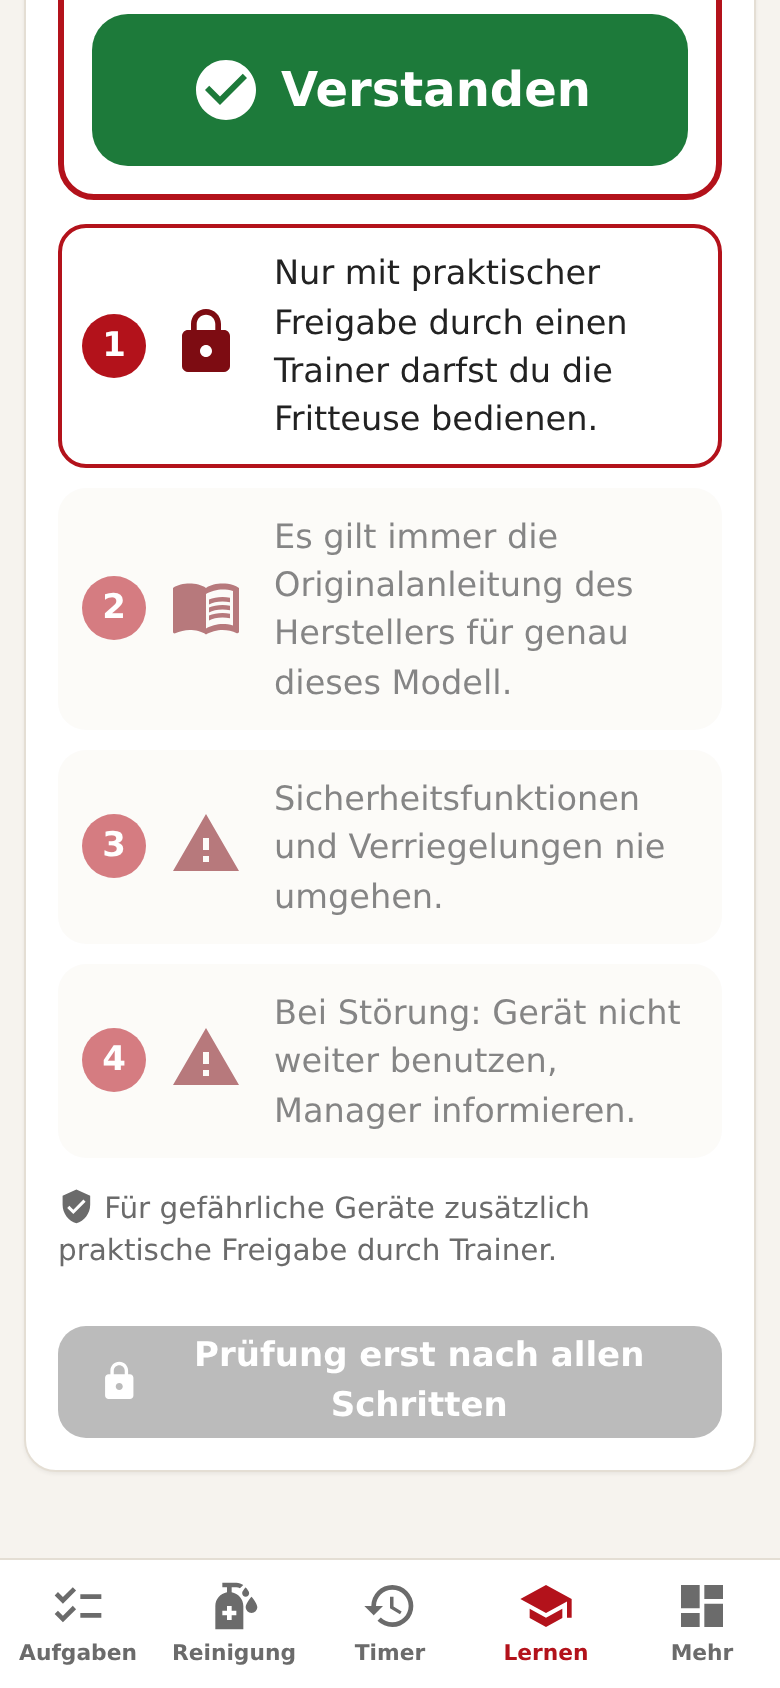 Verstanden
1
Nur mit praktischer
Freigabe durch einen
Trainer darfst du die
Fritteuse bedienen.
2
Es gilt immer die
Originalanleitung des
Herstellers für genau
dieses Modell.
3
Sicherheitsfunktionen
und Verriegelungen nie
umgehen.
4
Bei Störung: Gerät nicht
weiter benutzen,
Manager informieren.
Für gefährliche Geräte zusätzlich
praktische Freigabe durch Trainer.
Prüfung erst nach allen
Schritten
Aufgaben
Reinigung
Timer
Lernen
Mehr